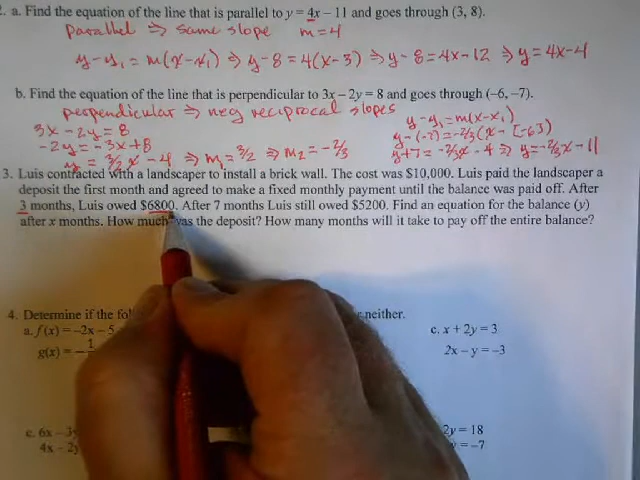 2. a. Find the equation of the line that is parallel to y = 4x – 11 and goes through (3, 8).
parallel ⇒ same slope m = 4
y - y₁ = m(x - x₁) ⇒ y - 8 = 4(x - 3) ⇒ y - 8 = 4x - 12 ⇒ y = 4x - 4
b. Find the equation of the line that is perpendicular to 3x – 2y = 8 and goes through (–6, –7).
perpendicular ⇒ neg reciprocal slopes
3x - 2y = 8
-2y = -3x + 8
y = 3/2 x - 4 ⇒ m₁ = 3/2 ⇒ m₂ = -2/3
y - y₁ = m(x - x₁)
y - (-7) = -2/3(x - [-6])
y + 7 = -2/3x - 4 ⇒ y = -2/3x - 11
3. Luis contracted with a landscaper to install a brick wall. The cost was $10,000. Luis paid the landscaper a
deposit the first month and agreed to make a fixed monthly payment until the balance was paid off. After
3 months, Luis owed $6800. After 7 months Luis still owed $5200. Find an equation for the balance (y)
after x months. How much was the deposit? How many months will it take to pay off the entire balance?
4. Determine if the neither.
a. f(x) = –2x – 5
g(x) = – 1
c. x + 2y = 3
2x – y = –3
e. 6x – 3y
4x – 2y
2y = 18
= –7